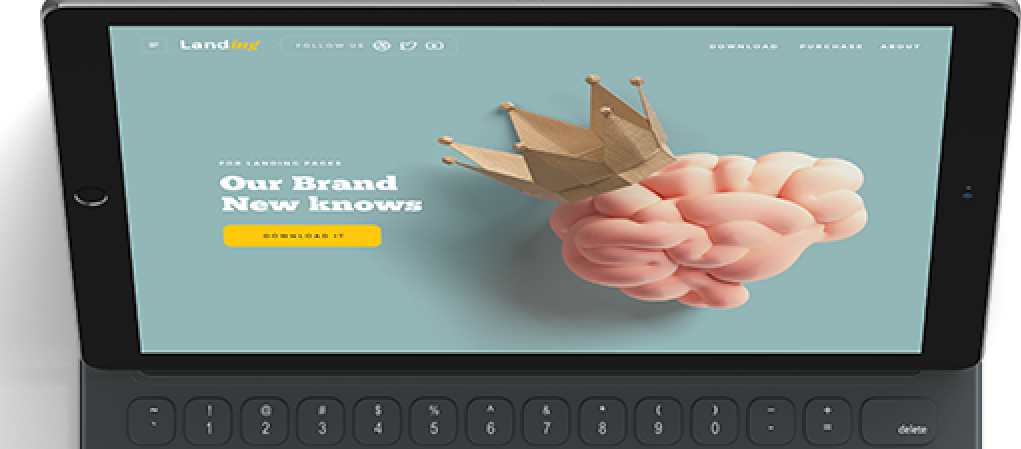 Landing
FOLLOW US
DOWNLOAD PURCHASE ABOUT
FOR LANDING PAGES
Our Brand
New knows
DOWNLOAD IT
~ ! @ # $ % ^ & * ( ) – +
` 1 2 3 4 5 6 7 8 9 0 - =
delete